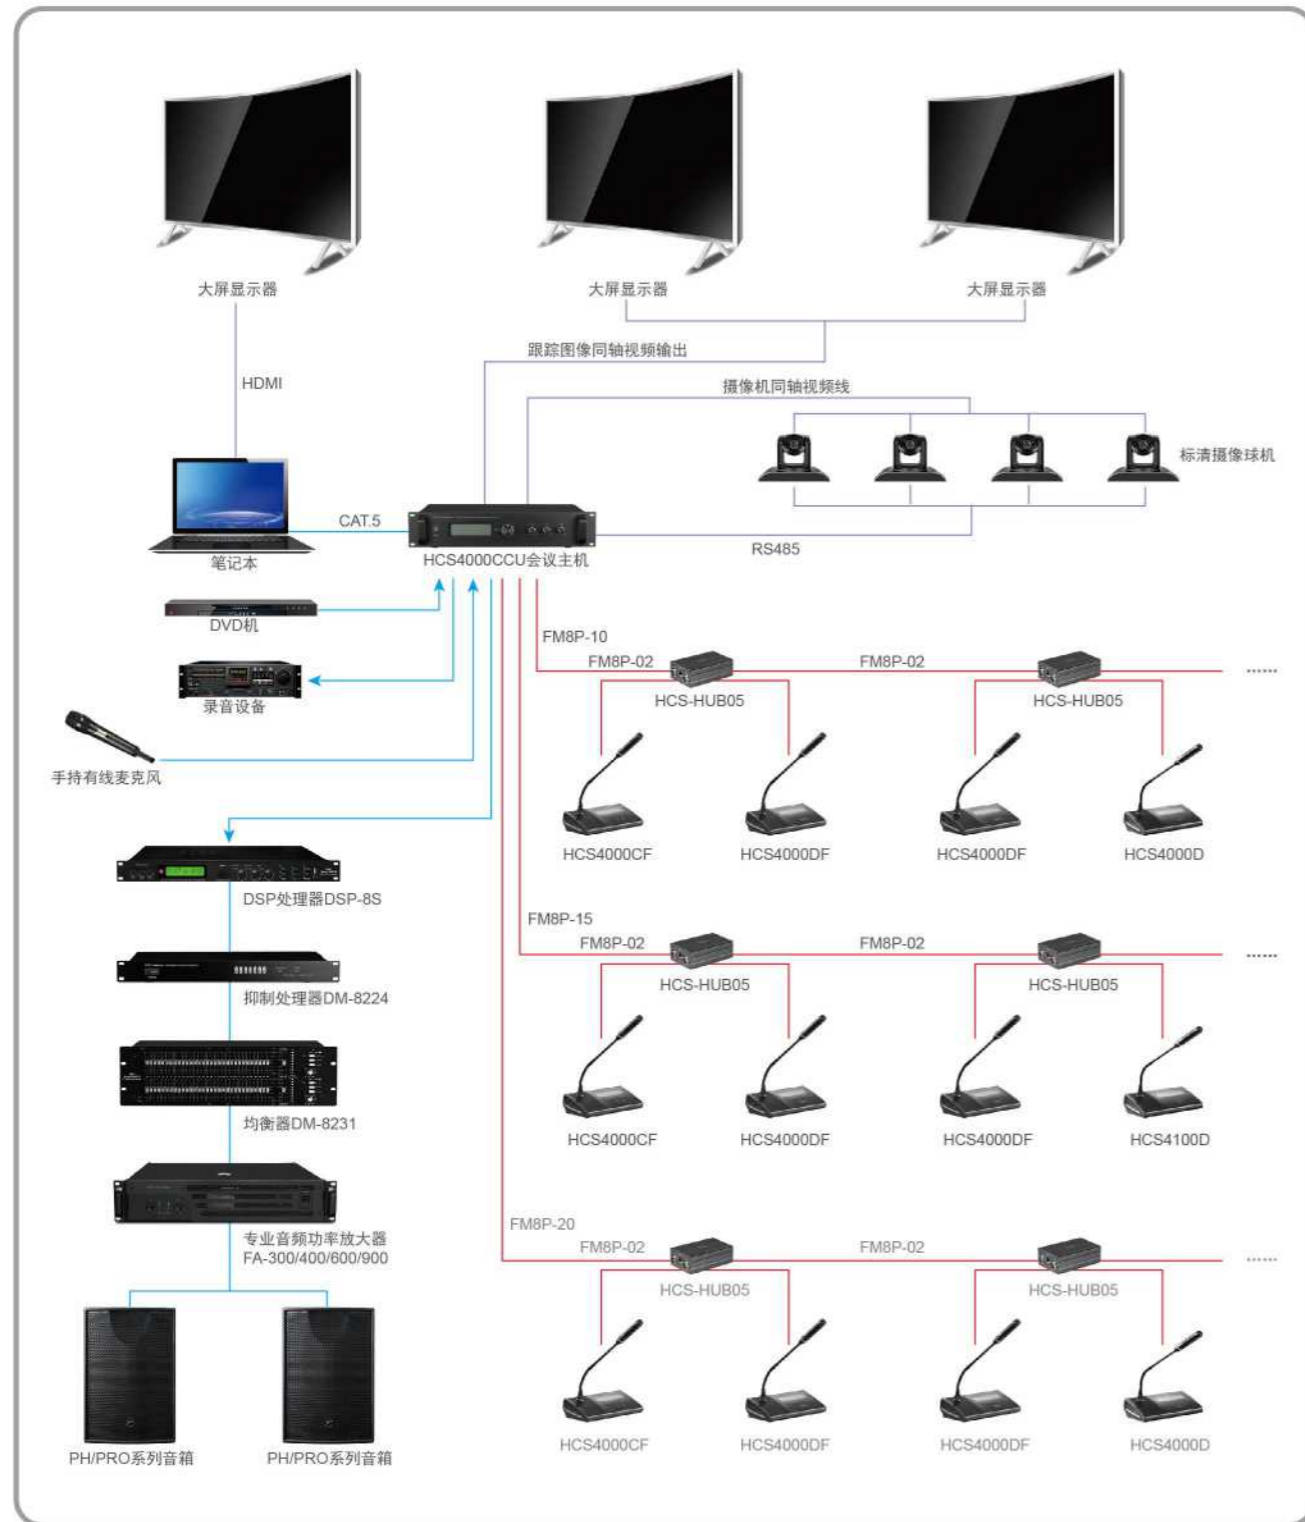 大屏显示器
大屏显示器
大屏显示器
跟踪图像同轴视频输出
HDMI
摄像机同轴视频线
标清摄像球机
CAT.5
RS485
笔记本
HCS4000CCU会议主机
DVD机
录音设备
手持有线麦克风
FM8P-10
FM8P-02
FM8P-02
......
HCS-HUB05
HCS-HUB05
HCS4000CF
HCS4000DF
HCS4000DF
HCS4000D
DSP处理器DSP-8S
抑制处理器DM-8224
均衡器DM-8231
专业音频功率放大器
FA-300/400/600/900
PH/PRO系列音箱
PH/PRO系列音箱
FM8P-15
FM8P-02
FM8P-02
......
HCS-HUB05
HCS-HUB05
HCS4000CF
HCS4000DF
HCS4000DF
HCS4100D
FM8P-20
FM8P-02
FM8P-02
......
HCS-HUB05
HCS-HUB05
HCS4000CF
HCS4000DF
HCS4000DF
HCS4000D